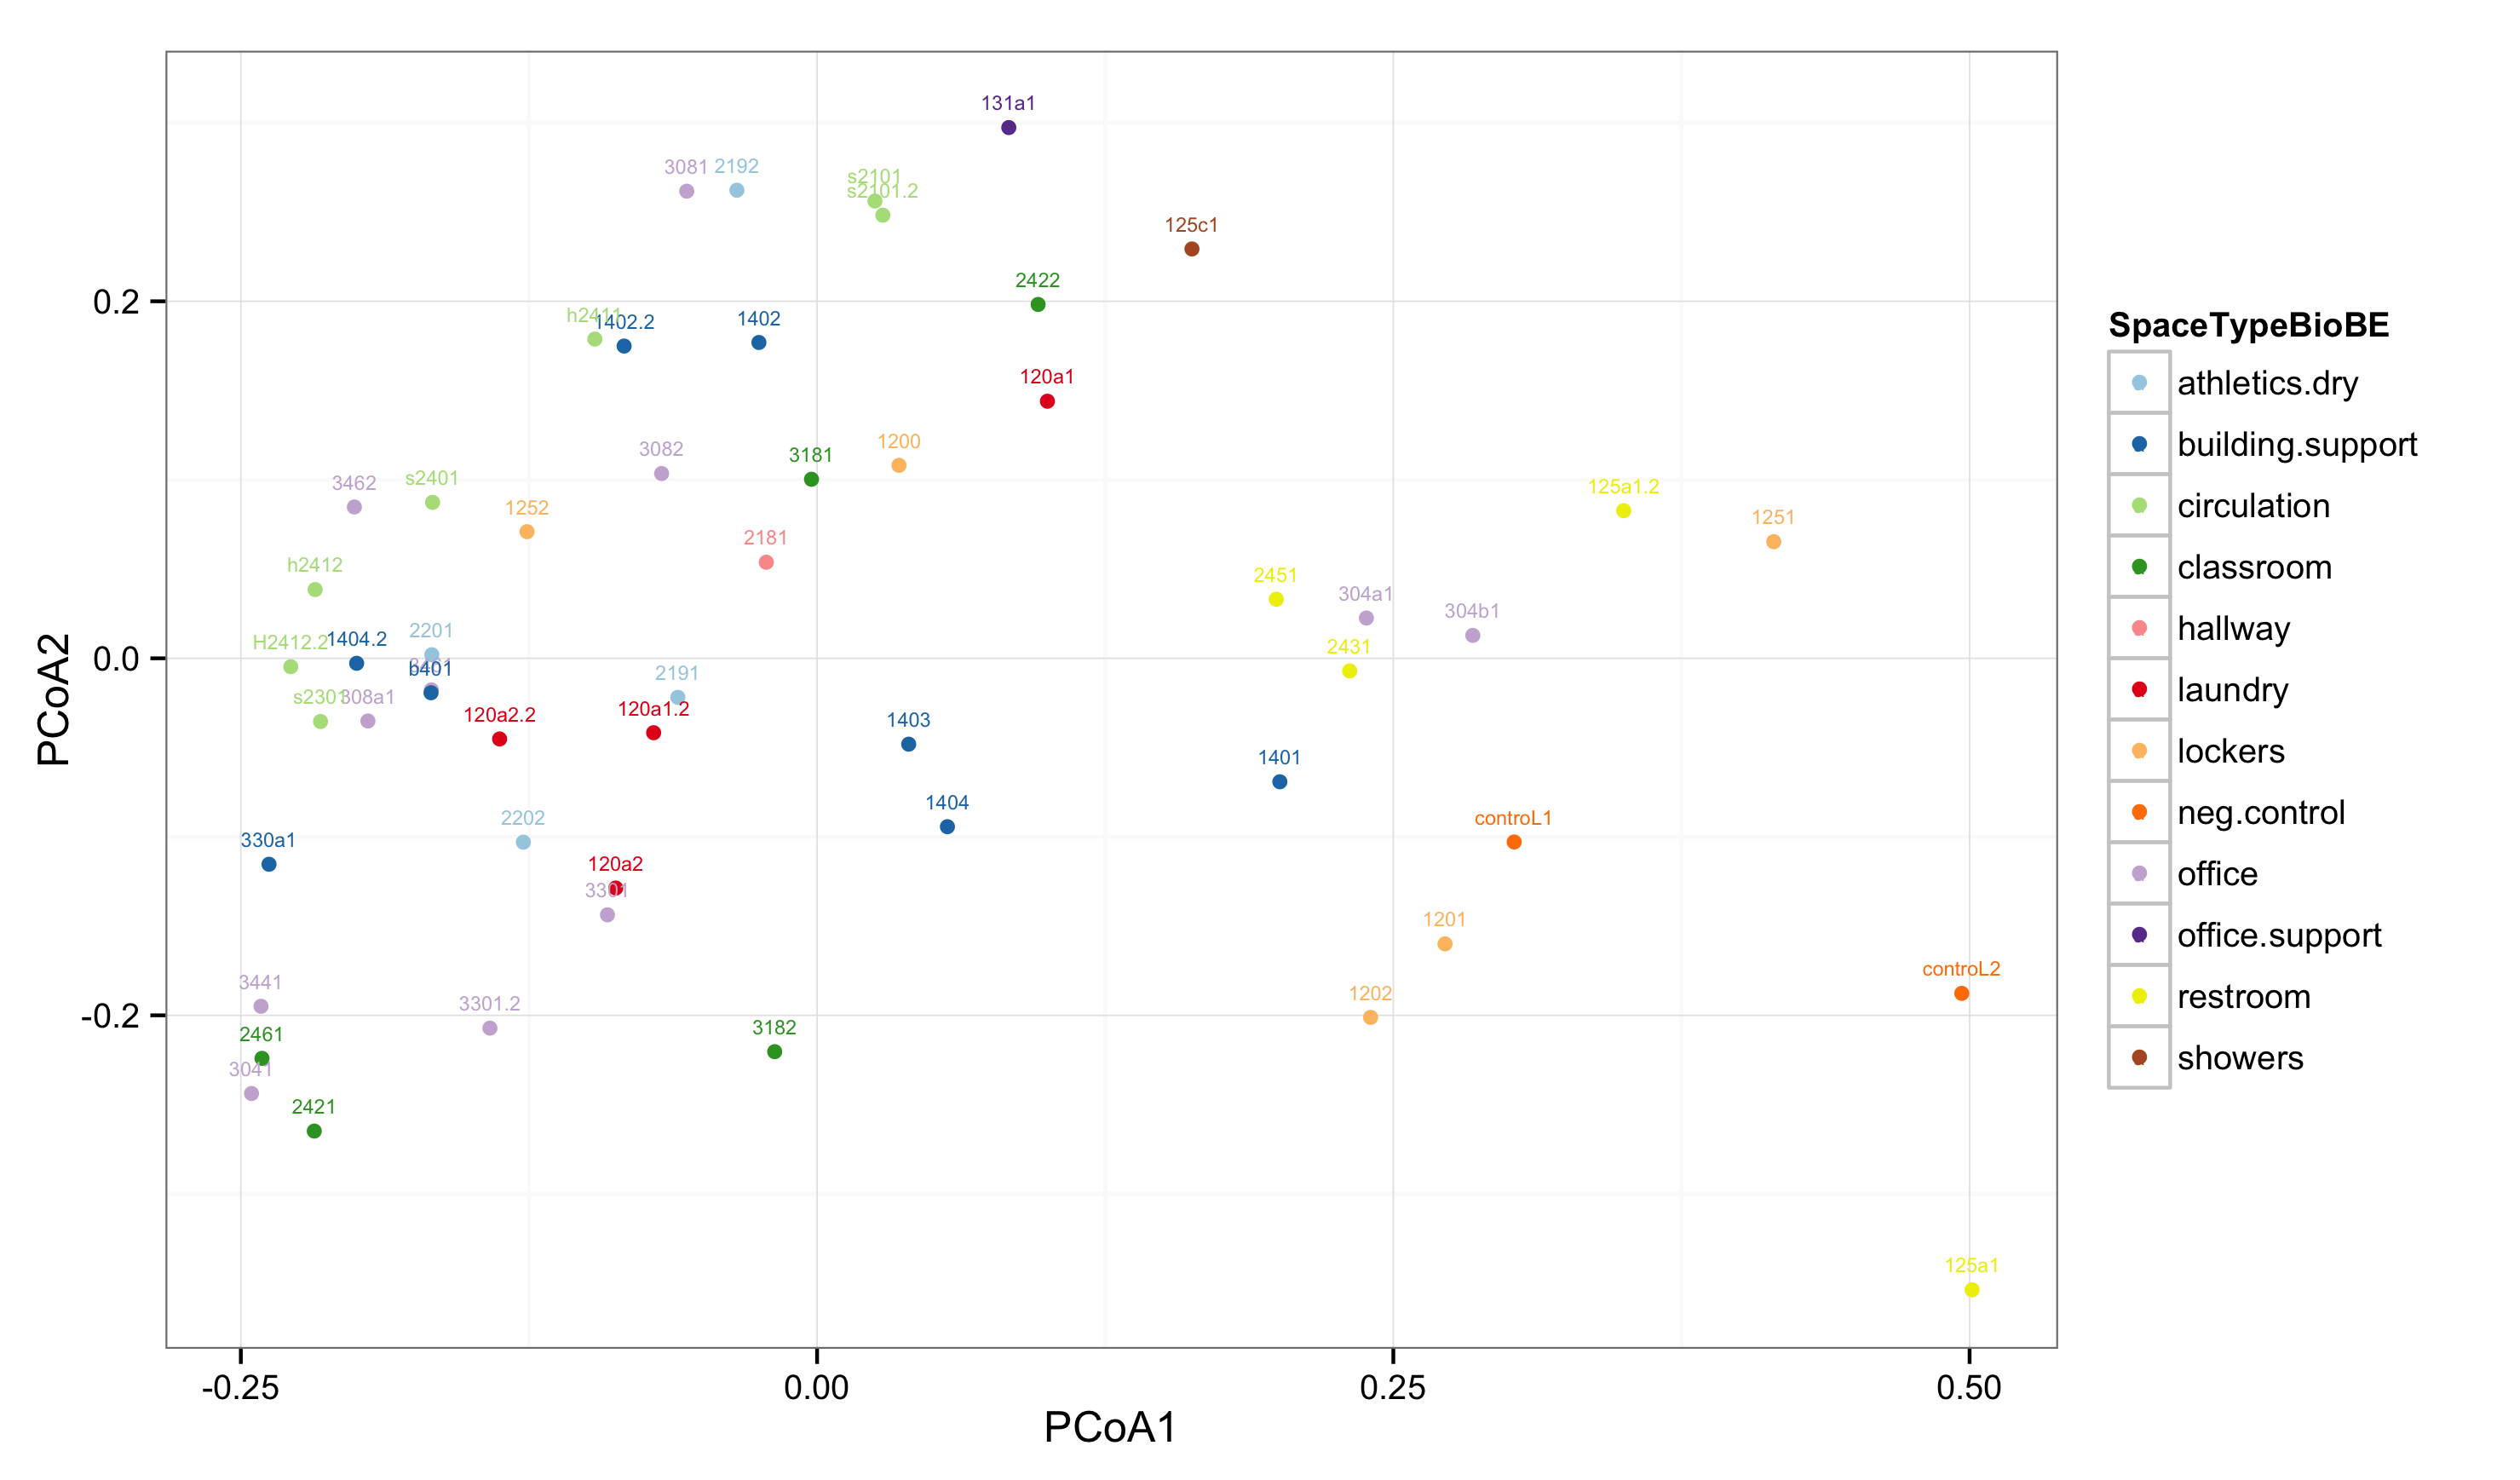 131a1
3081 2192
s2101
s2101.2
125c1
2422
0.2
h2411
1402.2
1402
120a1
1200
3082
3181
s2401
3462
1252
125a1.2
1251
2181
h2412
2451
304a1
304b1
2201
H2412.2
1404.2
2431
0.0
b401
2191
s2301
308a1
120a2.2
120a1.2
1403
1401
1404
2202
controL1
330a1
120a2
3301
1201
controL2
3441
1202
3301.2
-0.2
2461
3182
3041
2421
125a1
-0.25
0.00
0.25
0.50
PCoA1
PCoA2
SpaceTypeBioBE
athletics.dry
building.support
circulation
classroom
hallway
laundry
lockers
neg.control
office
office.support
restroom
showers